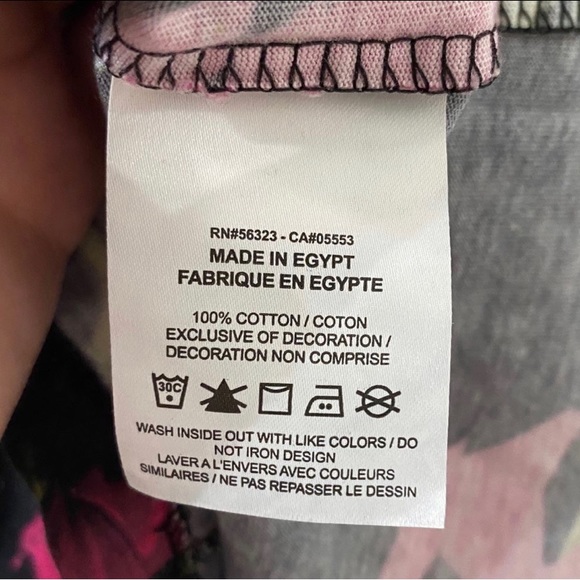 RN#56323 - CA#05553
MADE IN EGYPT
FABRIQUE EN EGYPTE
100% COTTON / COTON
EXCLUSIVE OF DECORATION /
DECORATION NON COMPRISE
30C
WASH INSIDE OUT WITH LIKE COLORS / DO
NOT IRON DESIGN
LAVER A L'ENVERS AVEC COULEURS
SIMILAIRES / NE PAS REPASSER LE DESSIN